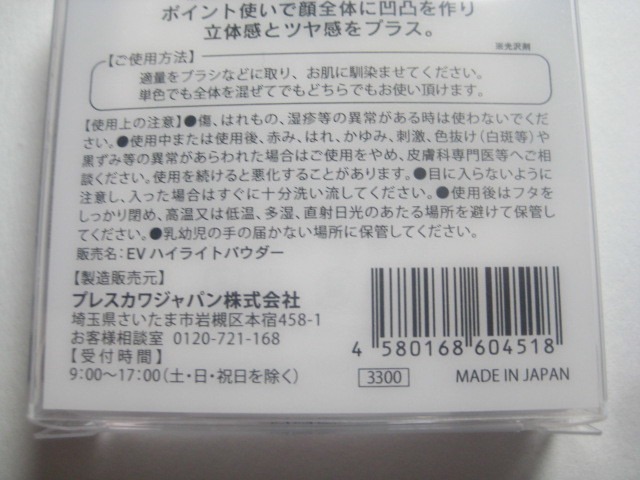 ポイント使いで顔全体に凹凸を作り
立体感とツヤ感をプラス。
※光沢剤
【ご使用方法】
適量をブラシなどに取り、お肌に馴染ませてください。
単色でも全体を混ぜてでもどちらでもお使い頂けます。
【使用上の注意】●傷、はれもの、湿疹等の異常がある時は使わないでくだ
さい。●使用中または使用後、赤み、はれ、かゆみ、刺激、色抜け(白斑等)や
黒ずみ等の異常があらわれた場合はご使用をやめ、皮膚科専門医等へご相
談ください。使用を続けると悪化することがあります。●目に入らないように
注意し、入った場合はすぐに十分洗い流してください。●使用後はフタを
しっかり閉め、高温又は低温、多湿、直射日光のあたる場所を避けて保管し
てください。●乳幼児の手の届かない場所に保管してください。
販売名：EV ハイライトパウダー
【製造販売元】
プレスカワジャパン株式会社
埼玉県さいたま市岩槻区本宿458-1
お客様相談室 0120-721-168
【受付時間】
9:00～17:00(土・日・祝日を除く)
4 580168 604518
3300
MADE IN JAPAN